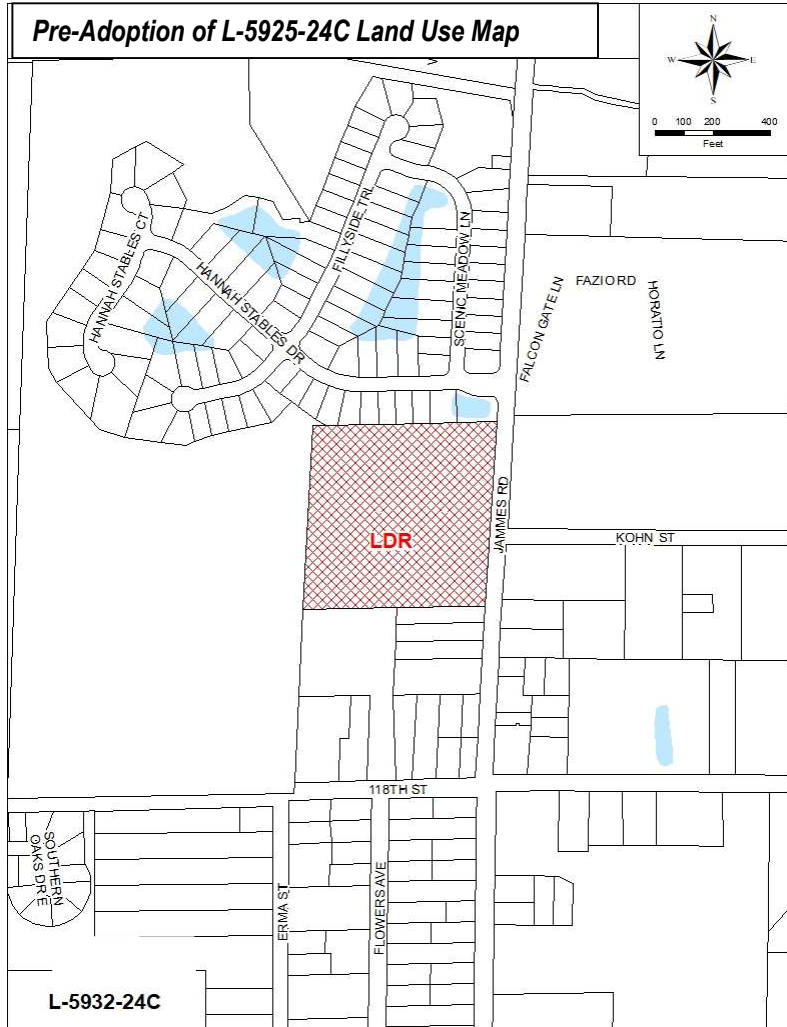 Pre-Adoption of L-5925-24C Land Use Map
N
W E
S
0 100 200 400
Feet
HANNAH STABLES CT
HANNAH STABLES DR
FILLYSIDE TRL
SCENIC MEADOW LN
FALCON GATE LN
FAZIO RD
HORATIO LN
JAMMES RD
LDR
KOHN ST
118TH ST
SOUTHERN
OAKS DR E
ERMA ST
FLOWERS AVE
L-5932-24C